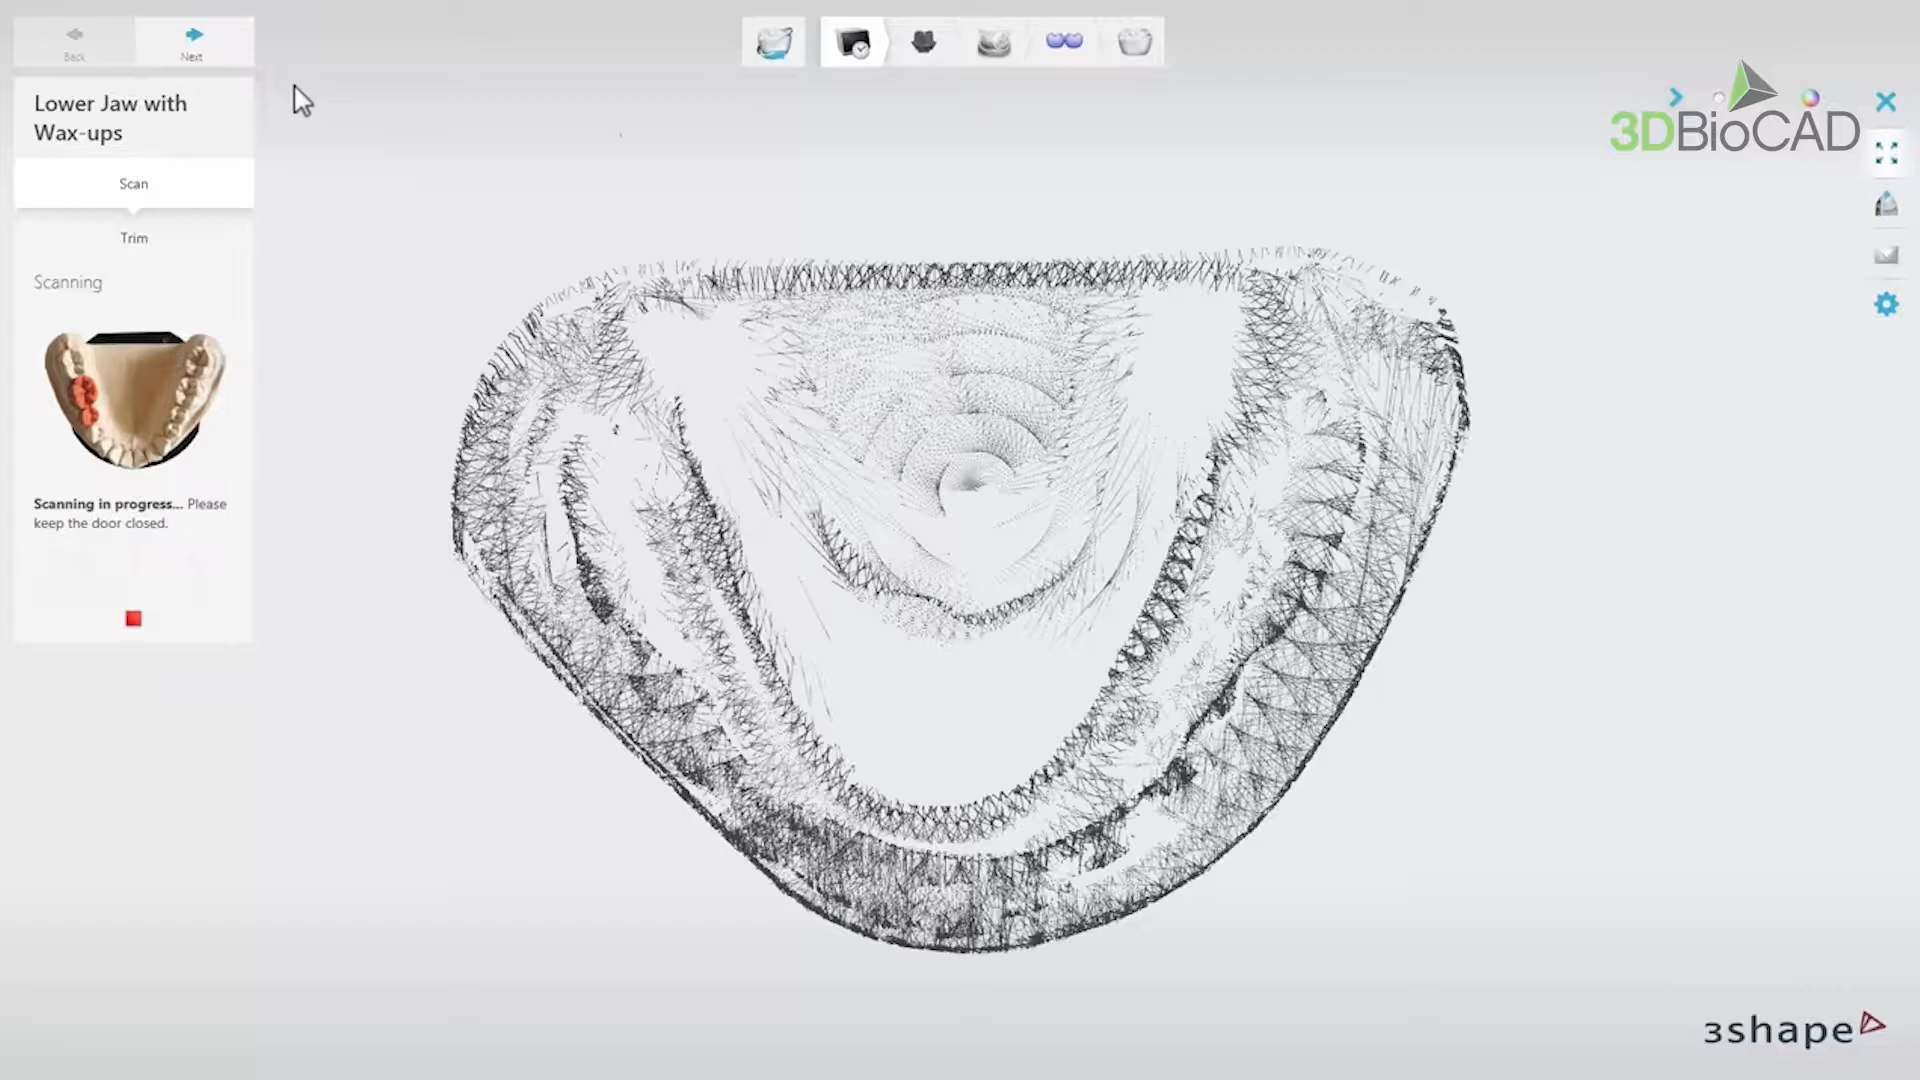 Back
Next
Lower Jaw with
Wax-ups
Scan
Trim
Scanning
Scanning in progress... Please
keep the door closed.
3DBioCAD
3shape